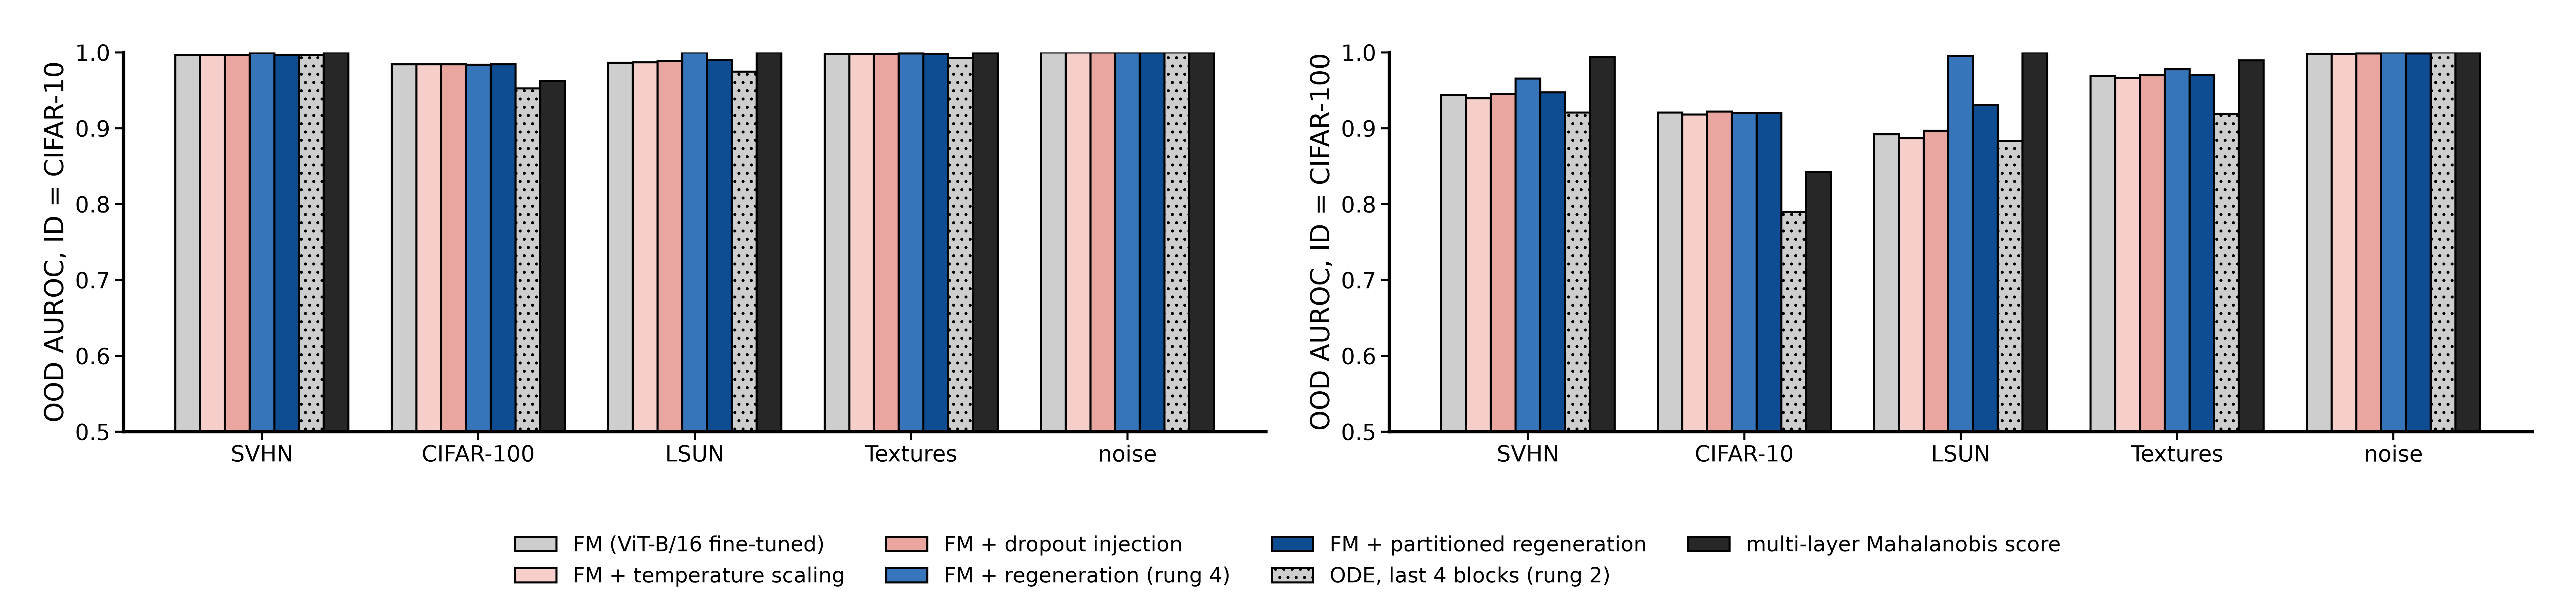 OOD AUROC, ID = CIFAR-10
1.0
0.9
0.8
0.7
0.6
0.5
SVHN
CIFAR-100
LSUN
Textures
noise
OOD AUROC, ID = CIFAR-100
1.0
0.9
0.8
0.7
0.6
0.5
SVHN
CIFAR-10
LSUN
Textures
noise
FM (ViT-B/16 fine-tuned)
FM + temperature scaling
FM + dropout injection
FM + regeneration (rung 4)
FM + partitioned regeneration
ODE, last 4 blocks (rung 2)
multi-layer Mahalanobis score